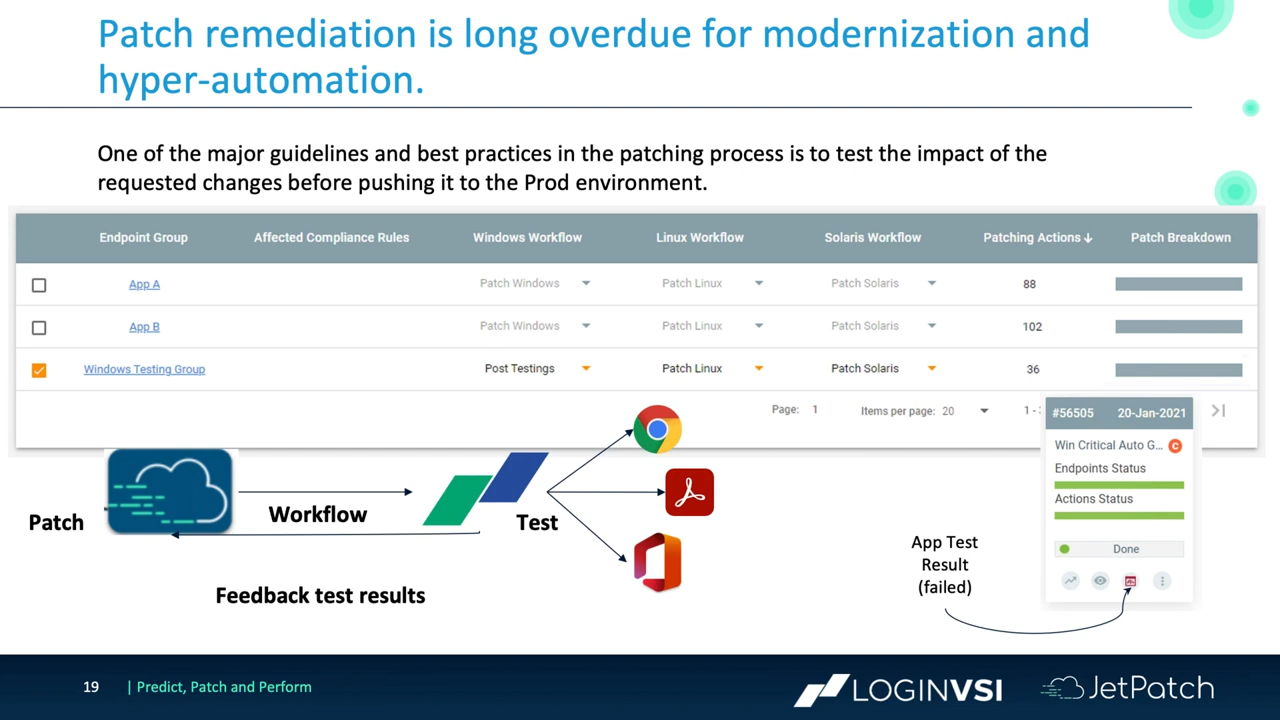 Patch remediation is long overdue for modernization and
hyper-automation.
One of the major guidelines and best practices in the patching process is to test the impact of the
requested changes before pushing it to the Prod environment.
Endpoint Group Affected Compliance Rules Windows Workflow Linux Workflow Solaris Workflow Patching Actions↓ Patch Breakdown
App A Patch Windows Patch Linux Patch Solaris 88
App B Patch Windows Patch Linux Patch Solaris 102
Windows Testing Group Post Testings Patch Linux Patch Solaris 36
Page: 1 Items per page: 20 1 -
#56505 20-Jan-2021
Win Critical Auto G... C
Endpoints Status
Actions Status
Done
Patch
Workflow
Test
Feedback test results
App Test
Result
(failed)
19 | Predict, Patch and Perform
LOGINVSI
JetPatch